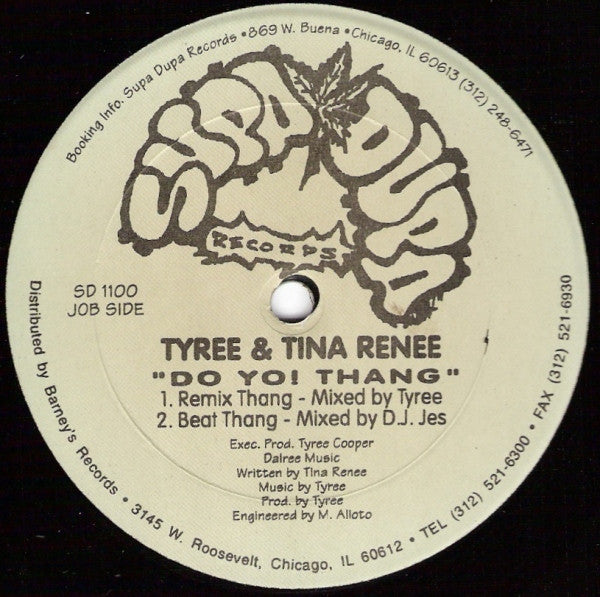 Booking Info. Supa Dupa Records • 869 W. Buena • Chicago, IL 60613 (312) 248-6471
SUPA DUPA
RECORDS
SD 1100
JOB SIDE
TYREE & TINA RENEE
"DO YO! THANG"
1. Remix Thang - Mixed by Tyree
2. Beat Thang - Mixed by D.J. Jes
Exec. Prod. Tyree Cooper
Dalree Music
Written by Tina Renee
Music by Tyree
Prod. by Tyree
Engineered by M. Alloto
Distributed by Barney's Records • 3145 W. Roosevelt, Chicago, IL 60612 • TEL (312) 521-6300 • FAX (312) 521-6930